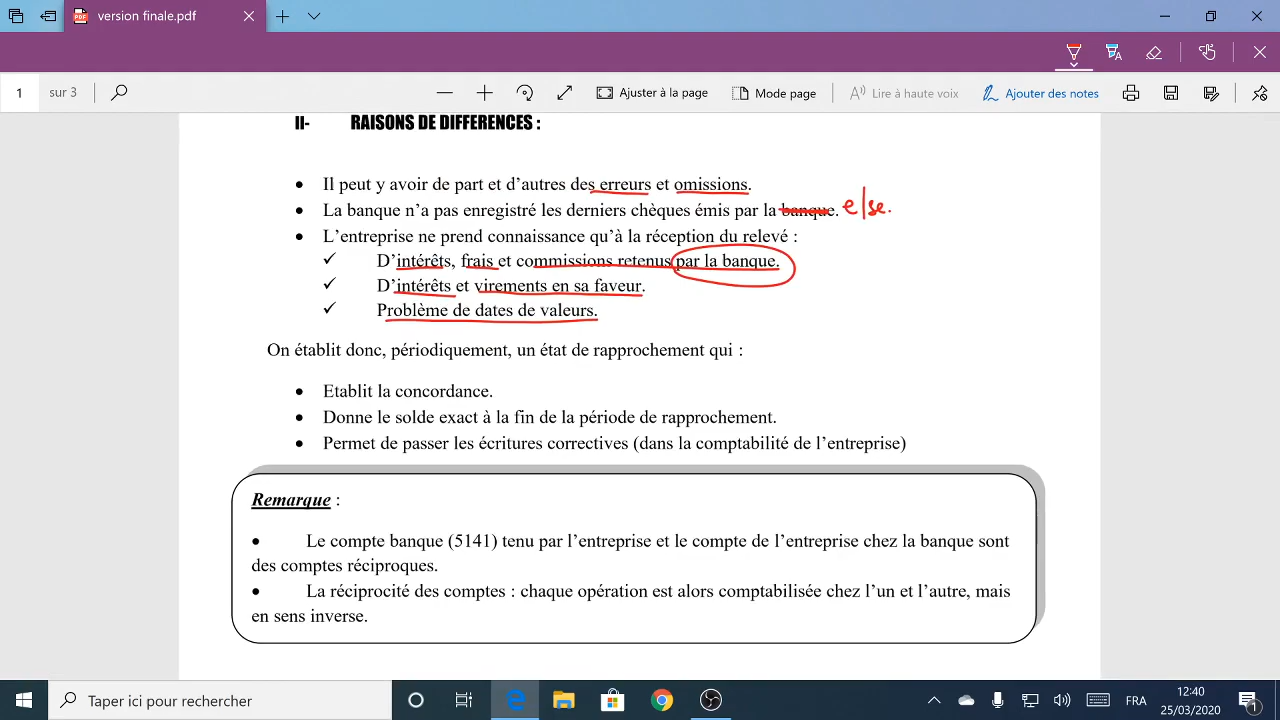 version finale.pdf
1 sur 3 Ajuster à la page Mode page Lire à haute voix Ajouter des notes
II- RAISONS DE DIFFERENCES :
• Il peut y avoir de part et d’autres des erreurs et omissions.
• La banque n’a pas enregistré les derniers chèques émis par la banque. e/se.
• L’entreprise ne prend connaissance qu’à la réception du relevé :
✓ D’intérêts, frais et commissions retenus par la banque.
✓ D’intérêts et virements en sa faveur.
✓ Problème de dates de valeurs.
On établit donc, périodiquement, un état de rapprochement qui :
• Etablit la concordance.
• Donne le solde exact à la fin de la période de rapprochement.
• Permet de passer les écritures correctives (dans la comptabilité de l’entreprise)
Remarque :
• Le compte banque (5141) tenu par l’entreprise et le compte de l’entreprise chez la banque sont
des comptes réciproques.
• La réciprocité des comptes : chaque opération est alors comptabilisée chez l’un et l’autre, mais
en sens inverse.
Taper ici pour rechercher
FRA
12:40
25/03/2020
1